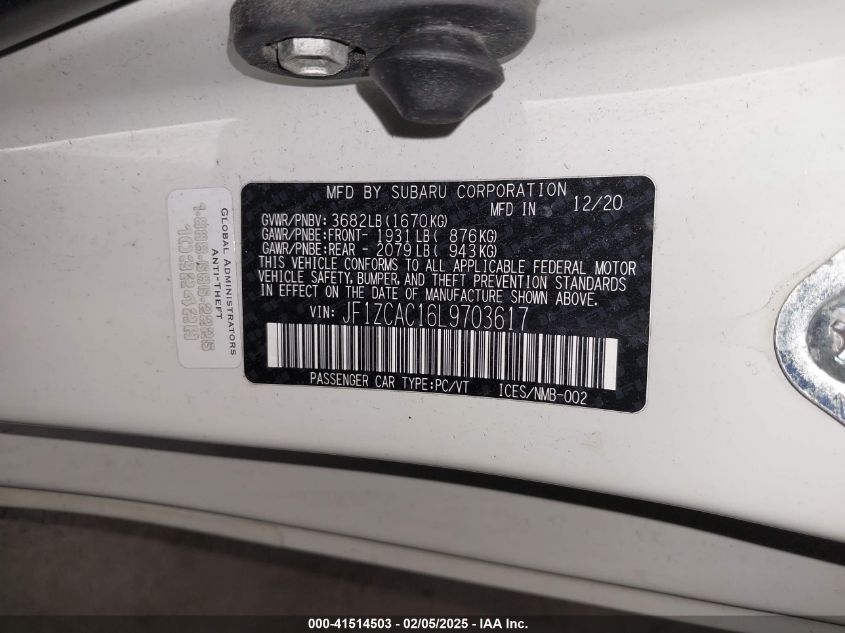 MFD BY SUBARU CORPORATION
MFD IN 12/20
GVWR/PNBV: 3682LB(1670KG)
GAWR/PNBE:FRONT- 1931LB( 876KG)
GAWR/PNBE:REAR - 2079LB( 943KG)
THIS VEHICLE CONFORMS TO ALL APPLICABLE FEDERAL MOTOR
VEHICLE SAFETY, BUMPER, AND THEFT PREVENTION STANDARDS
IN EFFECT ON THE DATE OF MANUFACTURE SHOWN ABOVE.
VIN: JF1ZCAC16L9703617
PASSENGER CAR TYPE:PC/VT ICES/NMB-002
GLOBAL ADMINISTRATORS
ANTI-THEFT
000-41514503 - 02/05/2025 - IAA Inc.